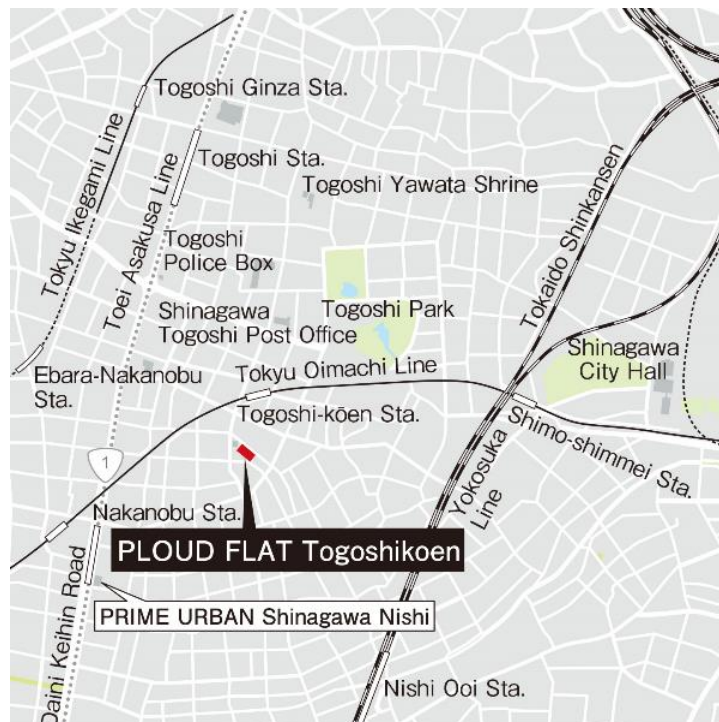 Togoshi Ginza Sta.
Tokyu Ikegami Line
Toei Asakusa Line
Togoshi Sta.
Togoshi Yawata Shrine
Tokaido Shinkansen
Togoshi
Police Box
Shinagawa
Togoshi Post Office
Togoshi Park
Ebara-Nakanobu
Sta.
Tokyu Oimachi Line
Shinagawa
City Hall
Togoshi-kōen Sta.
Shimo-shimmei Sta.
1
Yokosuka
Line
Nakanobu Sta.
PLOUD FLAT Togoshikoen
Daini Keihin Road
PRIME URBAN Shinagawa Nishi
Nishi Ooi Sta.